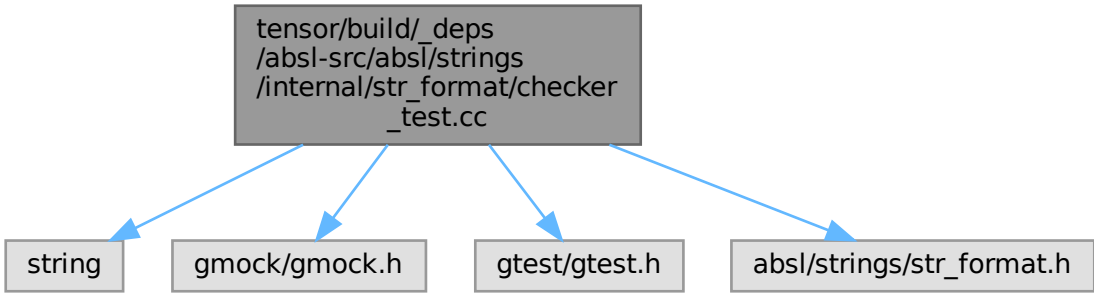 tensor/build/_deps
/absl-src/absl/strings
/internal/str_format/checker
_test.cc
string
gmock/gmock.h
gtest/gtest.h
absl/strings/str_format.h